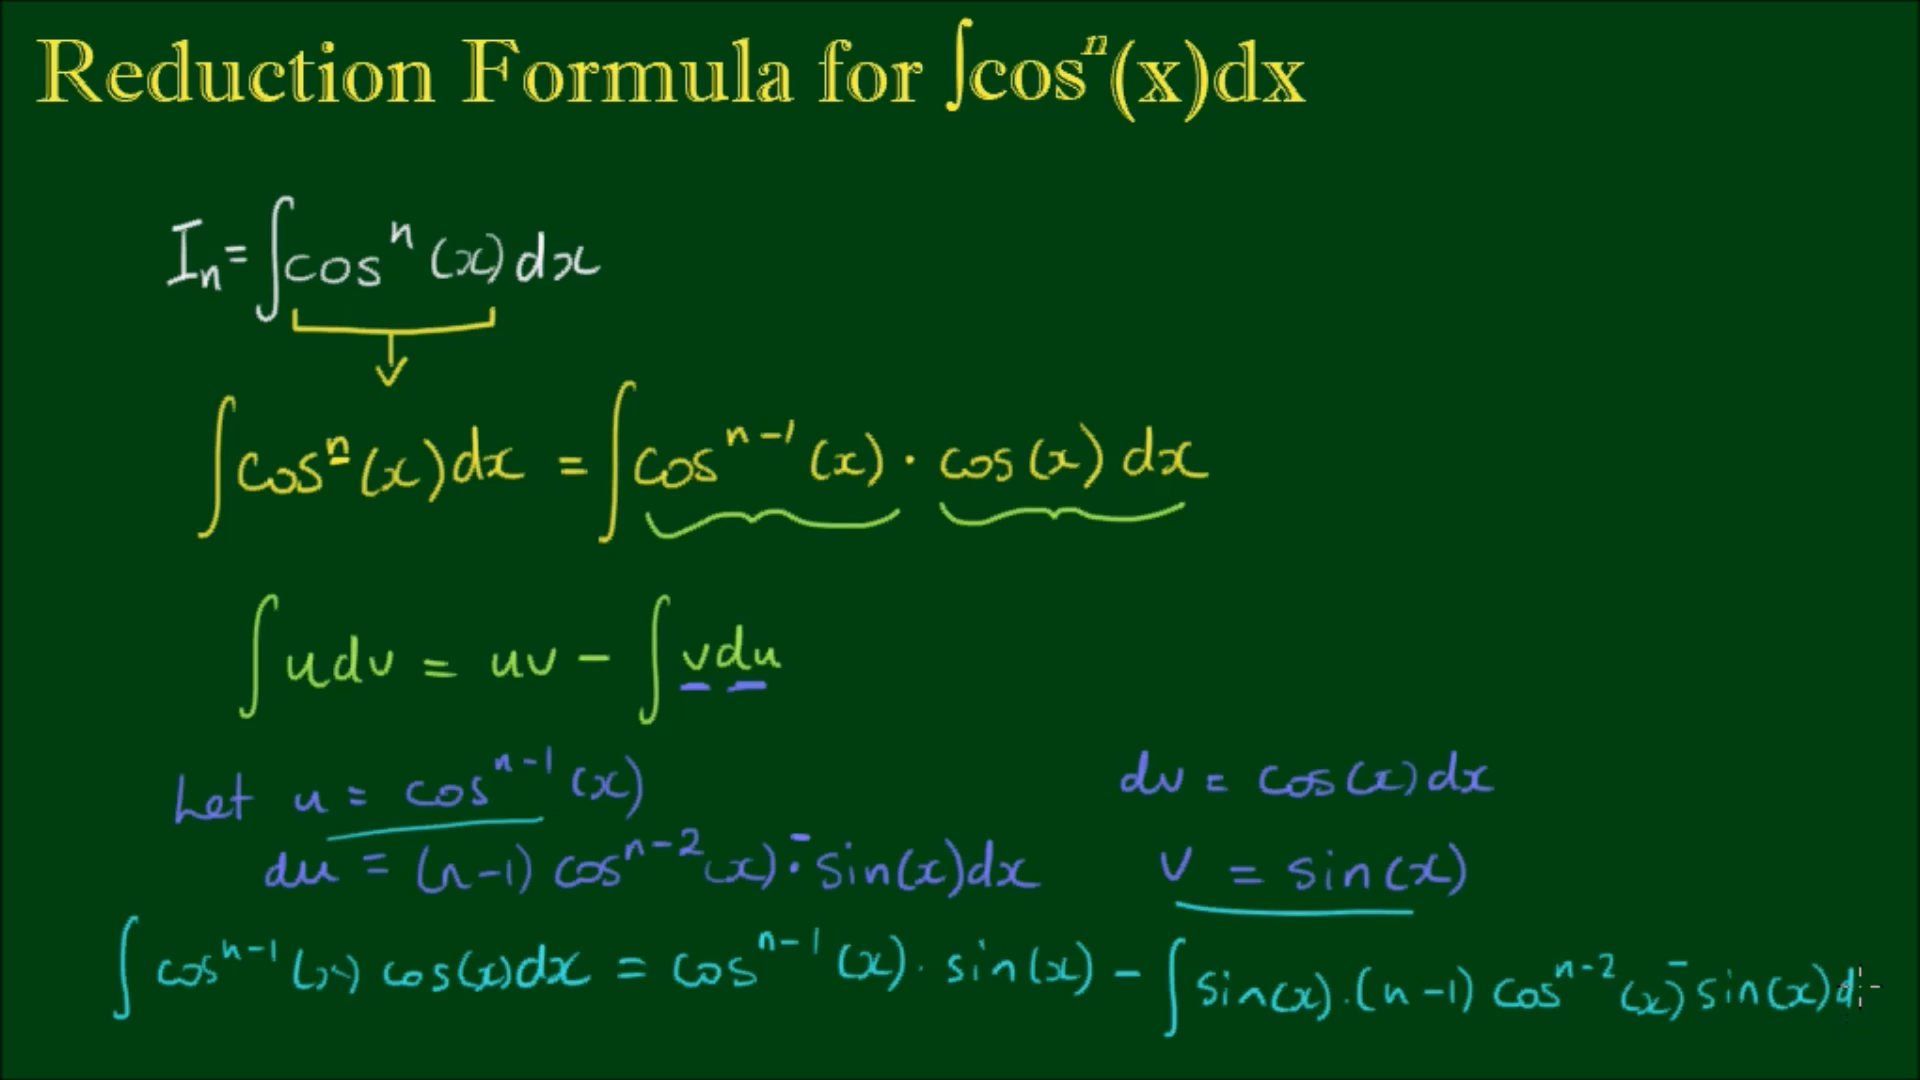 Reduction Formula for ∫cosⁿ(x)dx
Iₙ = ∫cosⁿ(x)dx
∫cosⁿ(x)dx = ∫cosⁿ⁻¹(x) · cos(x)dx
∫udv = uv - ∫vdu
Let u = cosⁿ⁻¹(x) dv = cos(x)dx
du = (n-1) cosⁿ⁻²(x) · ⁻sin(x)dx v = sin(x)
∫cosⁿ⁻¹(x) cos(x)dx = cosⁿ⁻¹(x) · sin(x) - ∫sin(x) · (n-1) cosⁿ⁻²(x) ⁻sin(x)d